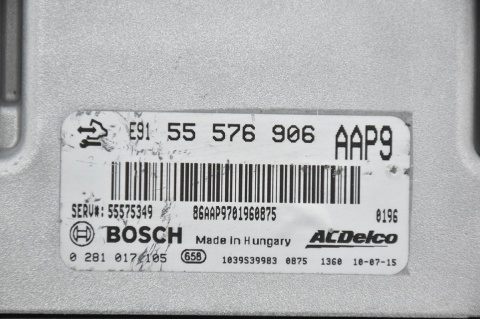 E91 55 576 906 AAP9
SERV#: 55575349 86AAP9701960875 0196
BOSCH Made in Hungary ACDelco
0 281 017 105 658 1039S39983 0875 1360 10-07-15